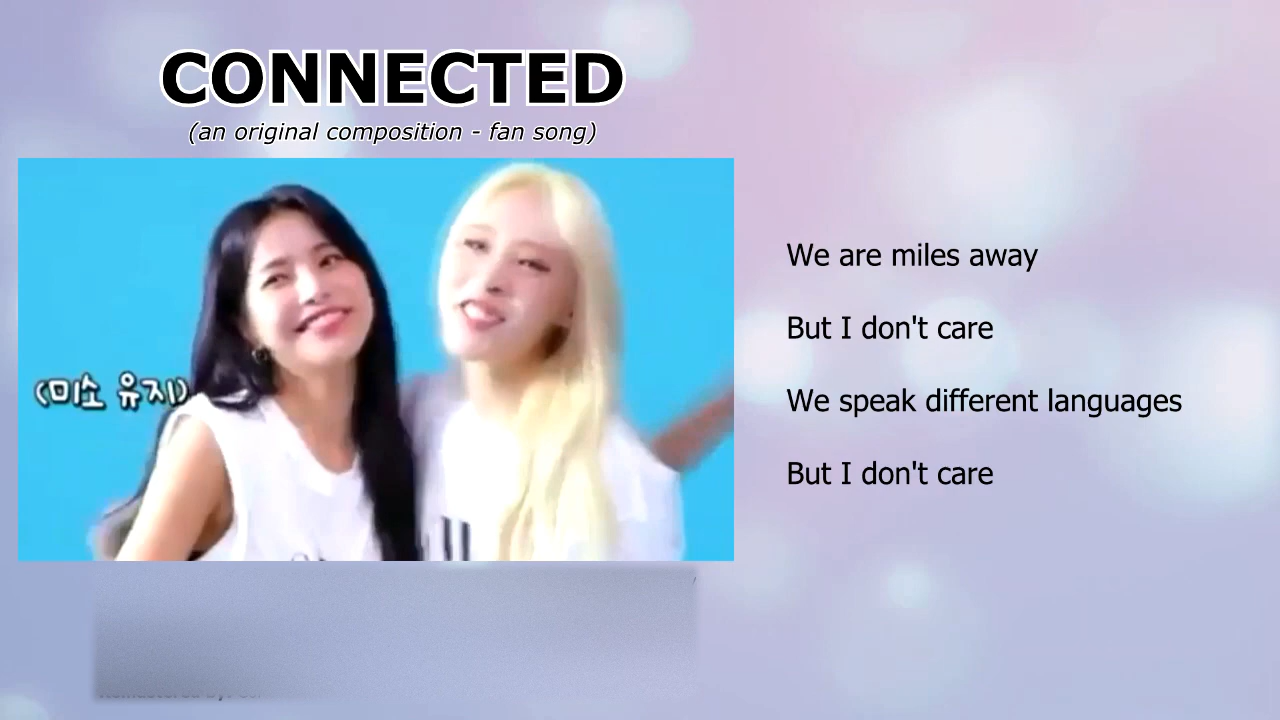 CONNECTED
(an original composition - fan song)
(미소 유지)
We are miles away
But I don't care
We speak different languages
But I don't care